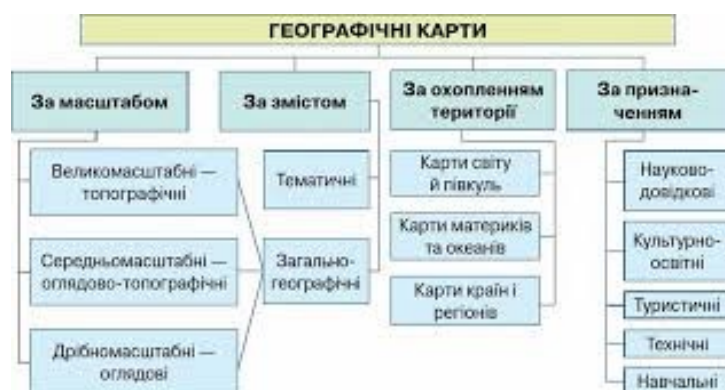 ГЕОГРАФІЧНІ КАРТИ
За масштабом
Великомасштабні —
топографічні
Середньомасштабні —
оглядово-топографічні
Дрібномасштабні —
оглядові
За змістом
Тематичні
Загально-
географічні
За охопленням
території
Карти світу
й півкуль
Карти материків
та океанів
Карти країн і
регіонів
За призна-
ченням
Науково-
довідкові
Культурно-
освітні
Туристичні
Технічні
Навчальні